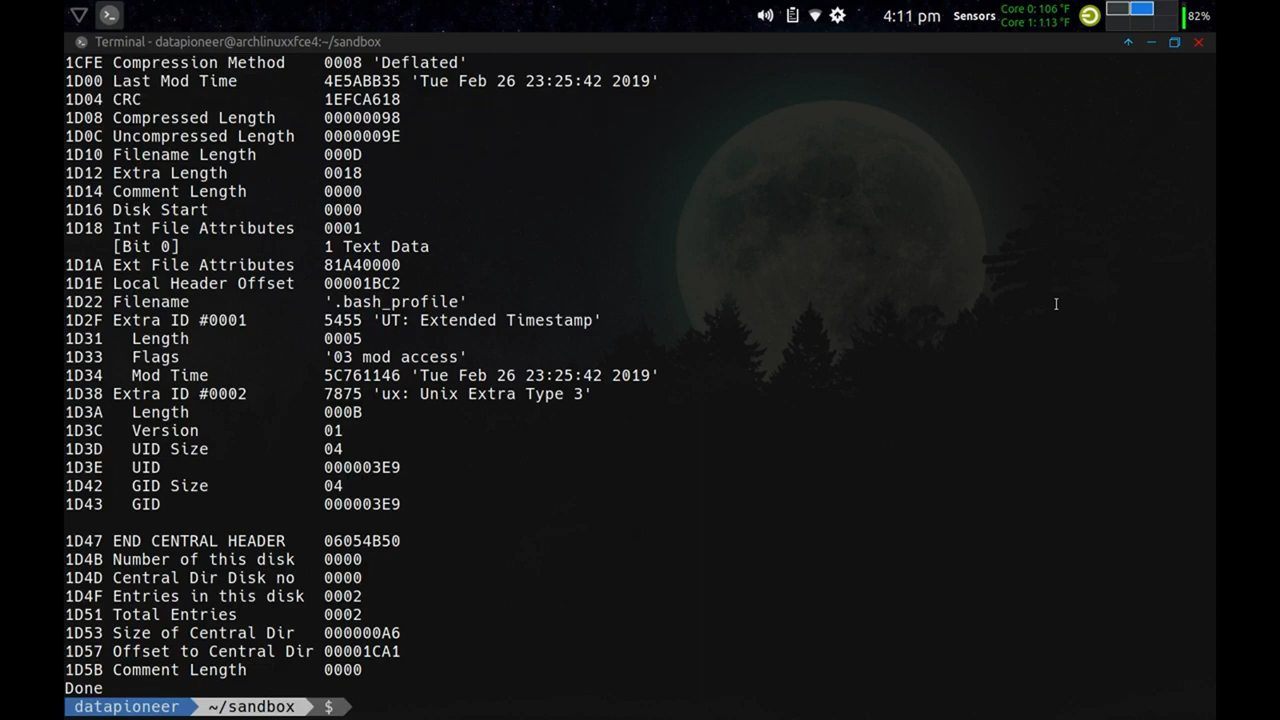 4:11 pm Sensors Core 0: 106 °F 82%
Core 1: 113 °F
Terminal - datapioneer@archlinuxxfce4:~/sandbox
1CFE Compression Method    0008 'Deflated'
1D00 Last Mod Time         4E5ABB35 'Tue Feb 26 23:25:42 2019'
1D04 CRC                   1EFCA618
1D08 Compressed Length     00000098
1D0C Uncompressed Length   0000009E
1D10 Filename Length       000D
1D12 Extra Length          0018
1D14 Comment Length        0000
1D16 Disk Start            0000
1D18 Int File Attributes   0001
     [Bit 0]               1 Text Data
1D1A Ext File Attributes   81A40000
1D1E Local Header Offset   00001BC2
1D22 Filename              '.bash_profile'
1D2F Extra ID #0001        5455 'UT: Extended Timestamp'
1D31   Length              0005
1D33   Flags               '03 mod access'
1D34   Mod Time            5C761146 'Tue Feb 26 23:25:42 2019'
1D38 Extra ID #0002        7875 'ux: Unix Extra Type 3'
1D3A   Length              000B
1D3C   Version             01
1D3D   UID Size            04
1D3E   UID                 000003E9
1D42   GID Size            04
1D43   GID                 000003E9
1D47 END CENTRAL HEADER    06054B50
1D4B Number of this disk   0000
1D4D Central Dir Disk no   0000
1D4F Entries in this disk  0002
1D51 Total Entries         0002
1D53 Size of Central Dir   000000A6
1D57 Offset to Central Dir 00001CA1
1D5B Comment Length        0000
Done
datapioneer ~/sandbox $